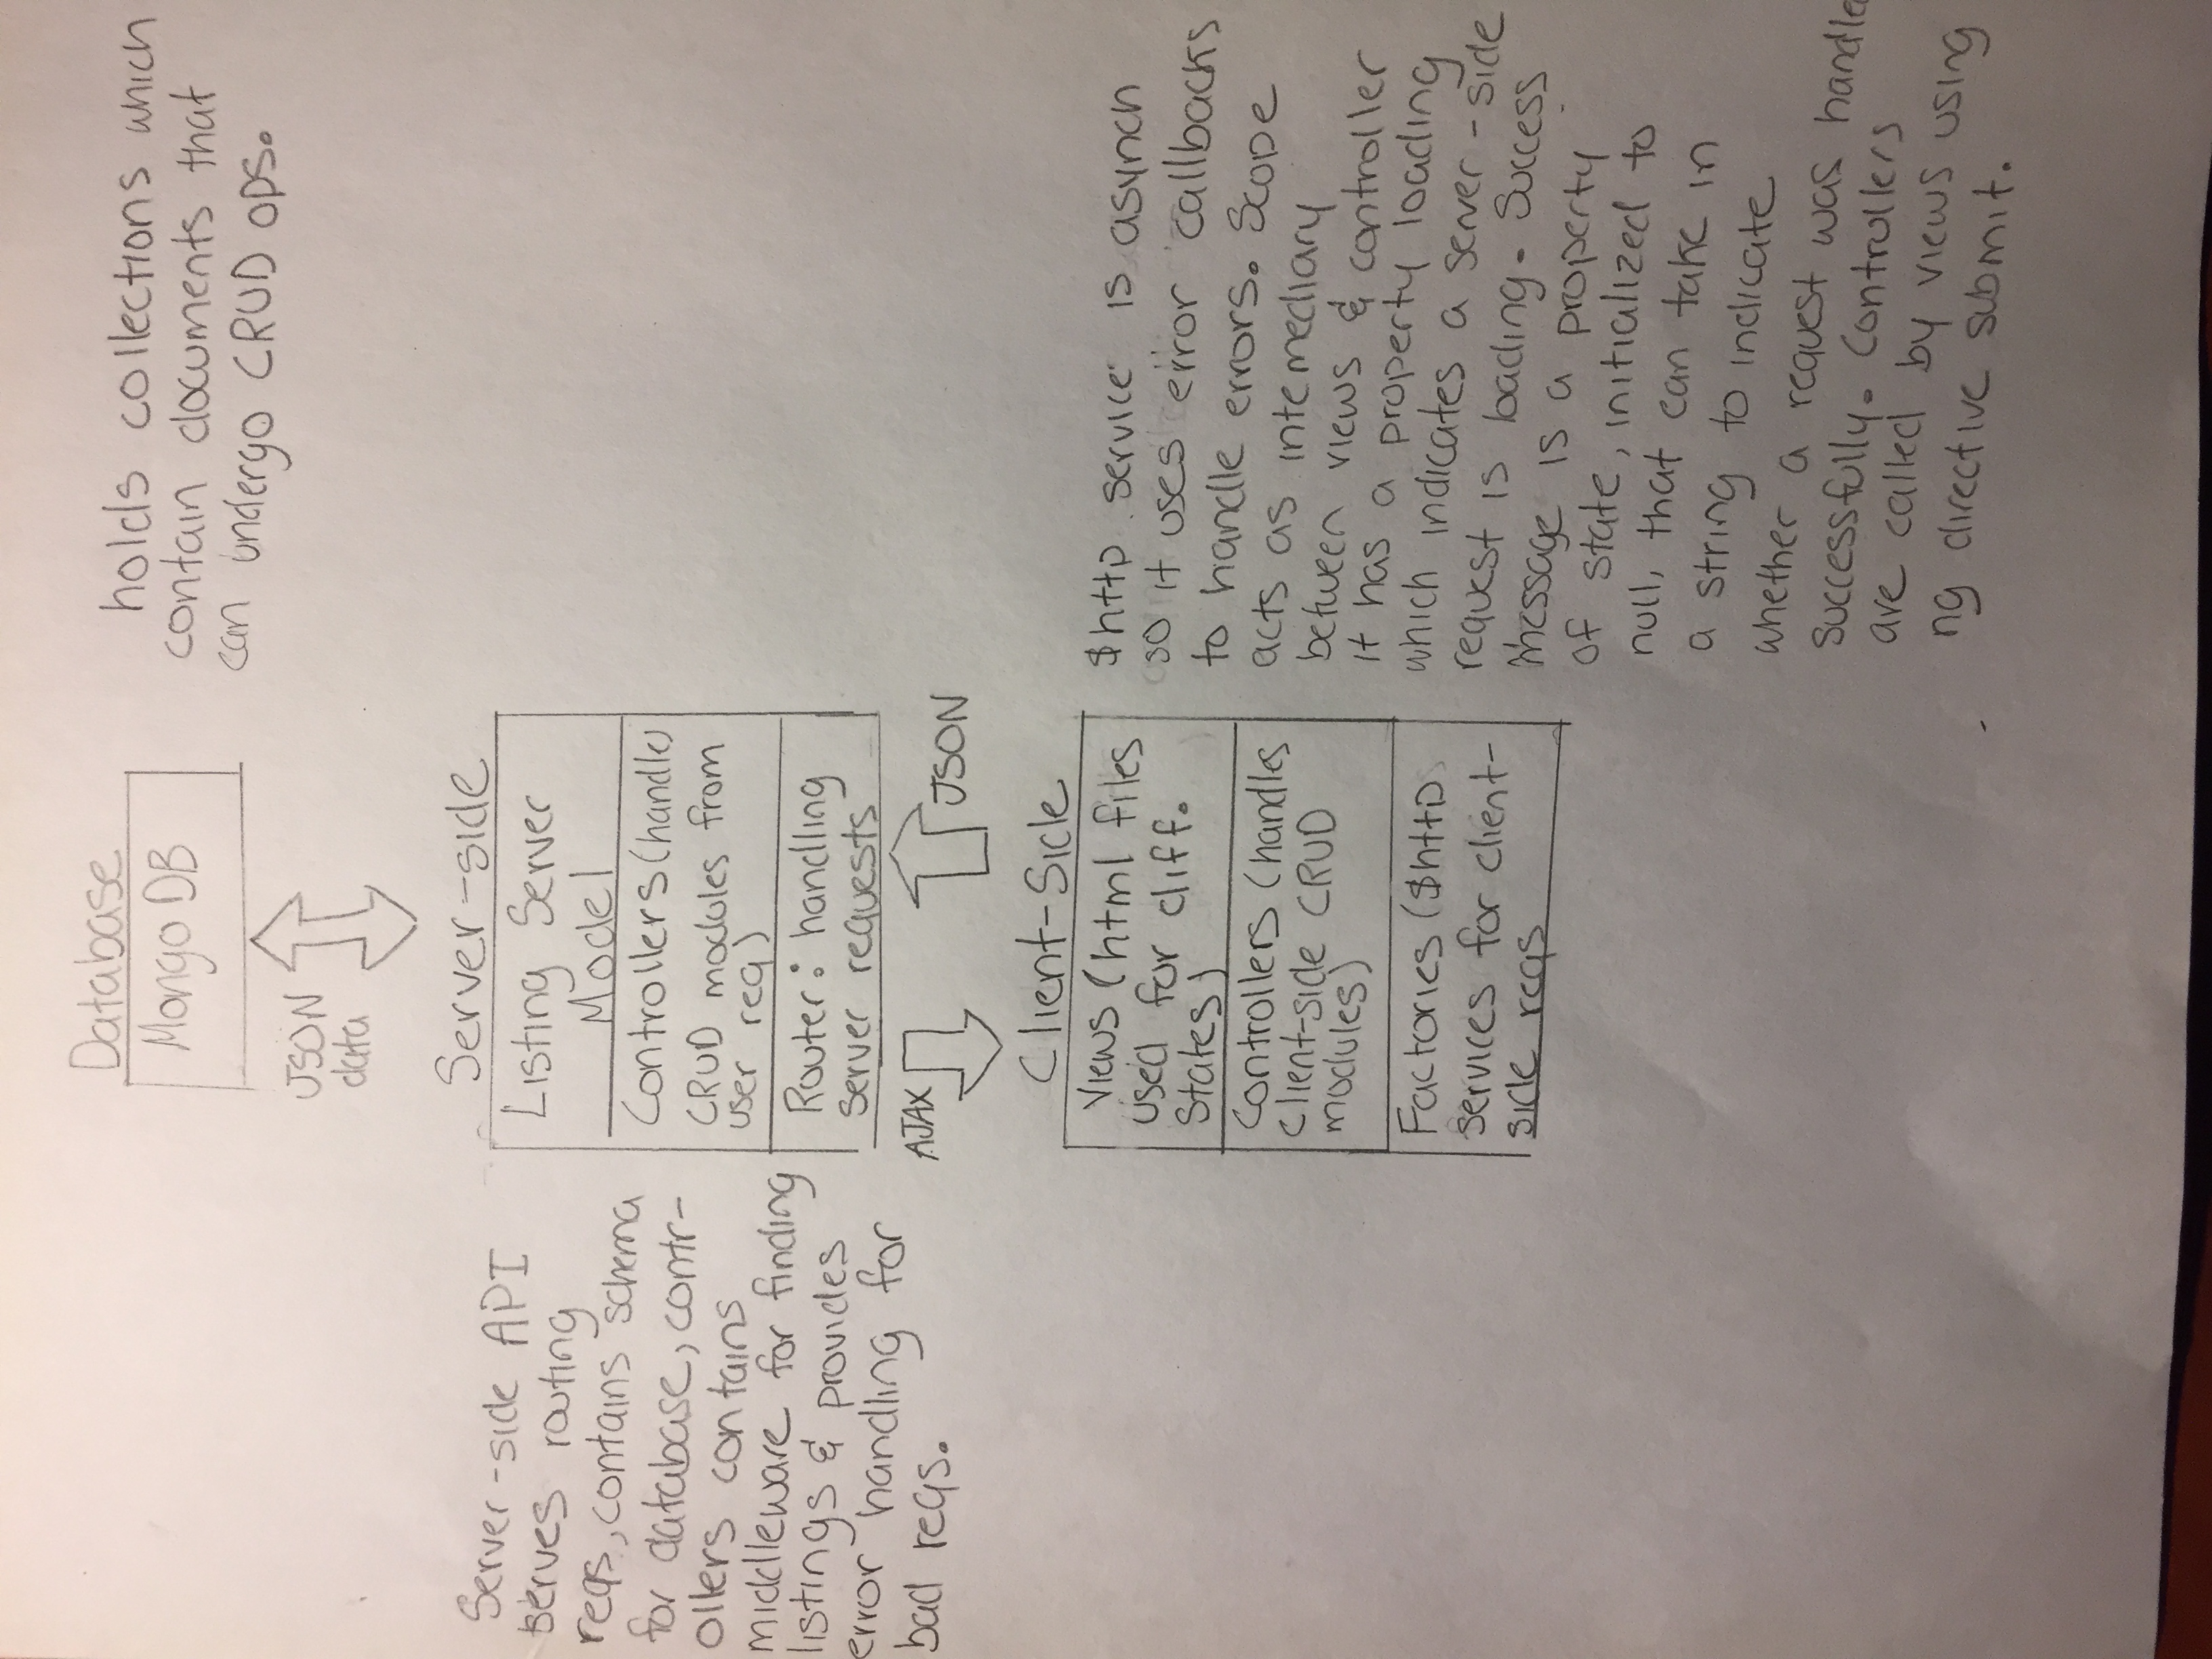 Database
Mongo DB
holds collections which
contain documents that
can undergo CRUD ops.
JSON
data
Server-side
Listing Server
Model
Controllers (handles
CRUD modules from
user req)
Router: handling
server requests
Server-side API
serves routing
reqs, contains schema
for database, contr-
ollers contains
middleware for finding
listings & provides
error handling for
bad reqs.
AJAX
JSON
Client-Side
Views (html files
used for diff.
States)
Controllers (handles
client-side CRUD
modules)
Factories ($http
services for client-
side reqs
$http service is asynch
so it uses error callbacks
to handle errors. Scope
acts as intemediary
between views & controller
it has a property loading
which indicates a server-side
request is loading. Success
Message is a property
of state, initialized to
null, that can take in
a string to indicate
whether a request was handle
successfully. Controllers
are called by views using
ng directive submit.